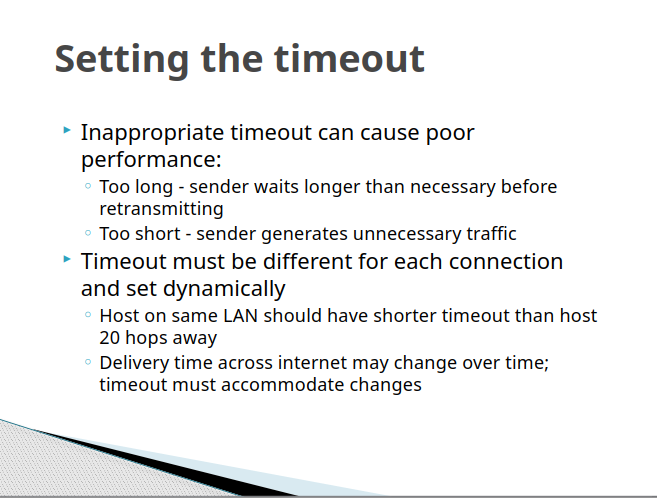 Setting the timeout
Inappropriate timeout can cause poor
performance:
Too long - sender waits longer than necessary before
retransmitting
Too short - sender generates unnecessary traffic
Timeout must be different for each connection
and set dynamically
Host on same LAN should have shorter timeout than host
20 hops away
Delivery time across internet may change over time;
timeout must accommodate changes